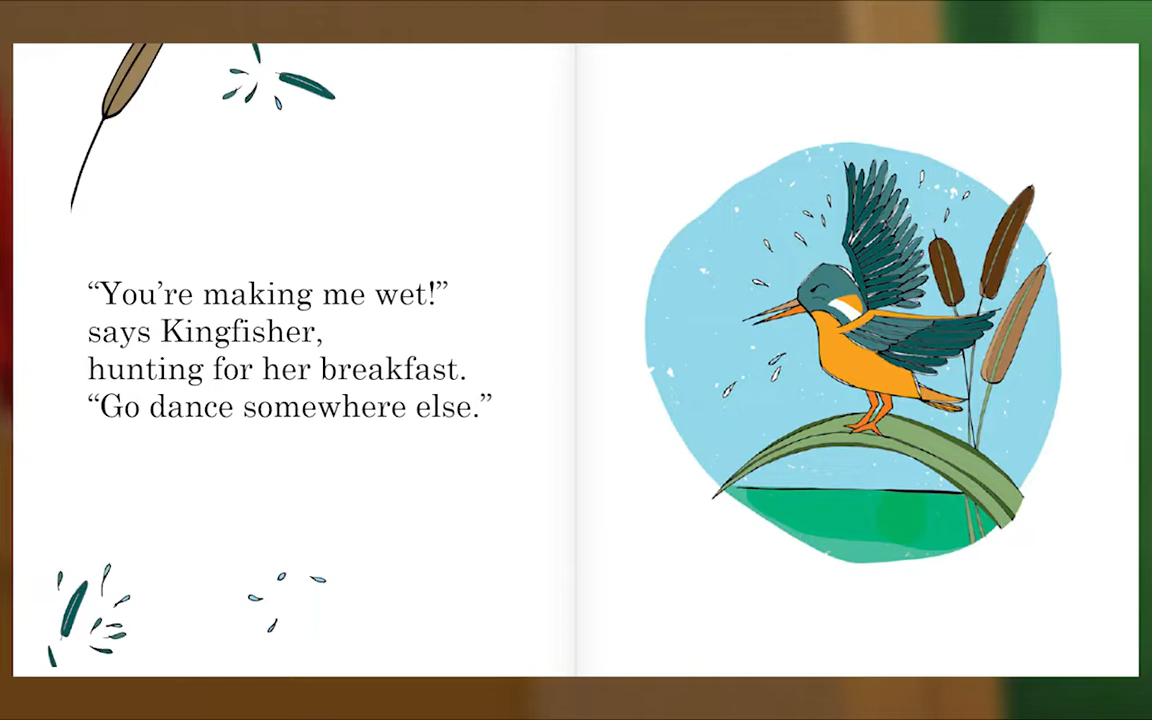 “You’re making me wet!”
says Kingfisher,
hunting for her breakfast.
“Go dance somewhere else.”